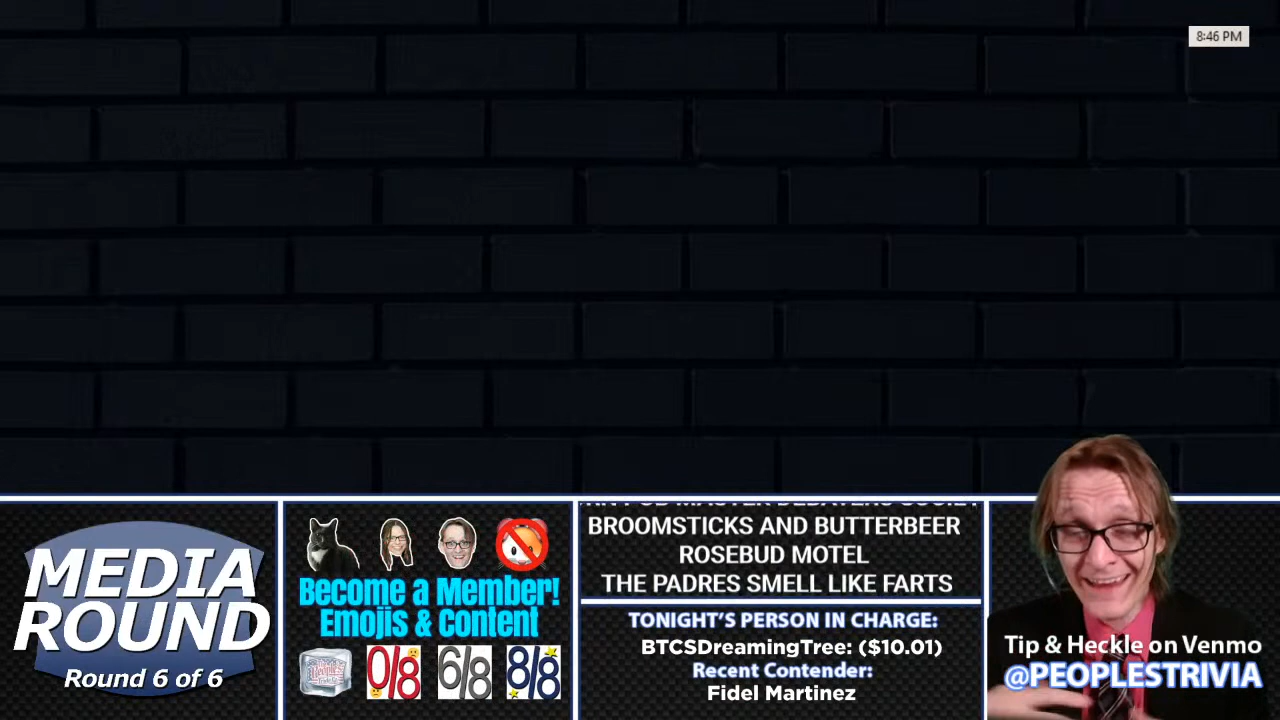 8:46 PM
BROOMSTICKS AND BUTTERBEER
ROSEBUD MOTEL
THE PADRES SMELL LIKE FARTS
MEDIA
ROUND
Round 6 of 6
Become a Member!
Emojis & Content
0/8
6/8
8/8
TONIGHT'S PERSON IN CHARGE:
BTCSDreamingTree: ($10.01)
Recent Contender:
Fidel Martinez
Tip & Heckle on Venmo
@PEOPLESTRIVIA